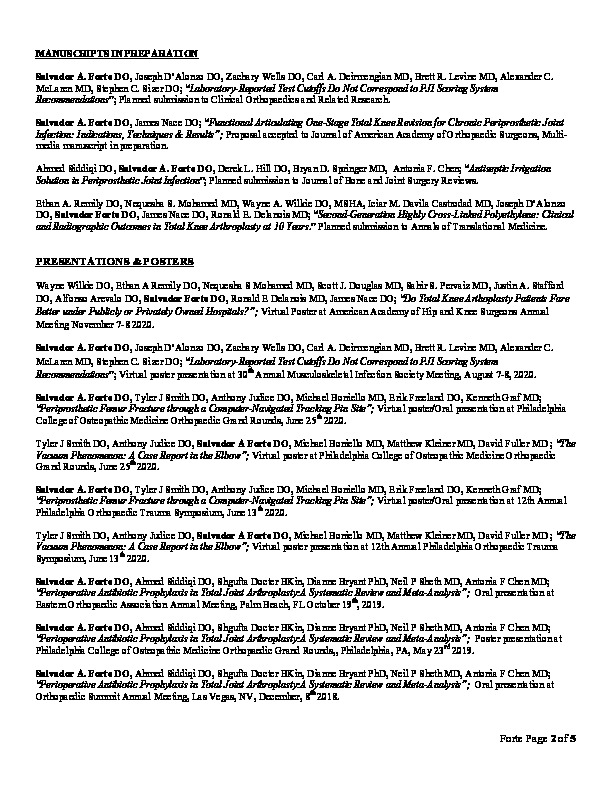 MANUSCRIPTS IN PREPARATION
Salvador A. Forte DO, Joseph D'Alonzo DO, Zachary Wells DO, Carl A. Deirmengian MD, Brett R. Levine MD, Alexander C.
McLaren MD, Stephen C. Sizer DO; "Laboratory-Reported Test Cutoffs Do Not Correspond to PJI Scoring System
Recommendations"; Planned submission to Clinical Orthopaedics and Related Research.
Salvador A. Forte DO, James Nace DO; "Functional Articulating One-Stage Total Knee Revision for Chronic Periprosthetic Joint
Infection: Indications, Techniques & Results"; Proposal accepted to Journal of American Academy of Orthopaedic Surgeons, Multi-
media manuscript in preparation.
Ahmed Siddiqi DO, Salvador A. Forte DO, Derek L. Hill DO, Bryan D. Springer MD, Antonia F. Chen; "Antiseptic Irrigation
Solution in Periprosthetic Joint Infection"; Planned submission to Journal of Bone and Joint Surgery Reviews.
Ethan A. Remily DO, Nequesha S. Mohamed MD, Wayne A. Wilkie DO, MSHA, Iciar M. Davila Castrodad MD, Joseph D'Alonzo
DO, Salvador Forte DO, James Nace DO, Ronald E. Delanois MD; "Second-Generation Highly Cross-Linked Polyethylene: Clinical
and Radiographic Outcomes in Total Knee Arthroplasty at 10 Years." Planned submission to Annals of Translational Medicine.
PRESENTATIONS & POSTERS
Wayne Wilkie DO, Ethan A Remily DO, Nequesha S Mohamed MD, Scott J. Douglas MD, Sahir S. Pervaiz MD, Justin A. Stafford
DO, Alfonso Arevalo DO, Salvador Forte DO, Ronald E Delanois MD, James Nace DO; "Do Total Knee Arthoplasty Patients Fare
Better under Publicly or Privately Owned Hospitals?"; Virtual Poster at American Academy of Hip and Knee Surgeons Annual
Meeting November 7-8 2020.
Salvador A. Forte DO, Joseph D'Alonzo DO, Zachary Wells DO, Carl A. Deirmengian MD, Brett R. Levine MD, Alexander C.
McLaren MD, Stephen C. Sizer DO; "Laboratory-Reported Test Cutoffs Do Not Correspond to PJI Scoring System
Recommendations"; Virtual poster presentation at 30th Annual Musculoskeletal Infection Society Meeting, August 7-8, 2020.
Salvador A. Forte DO, Tyler J Smith DO, Anthony Judice DO, Michael Boniello MD, Erik Freeland DO, Kenneth Graf MD;
"Periprosthetic Femur Fracture through a Computer-Navigated Tracking Pin Site"; Virtual poster/Oral presentation at Philadelphia
College of Osteopathic Medicine Orthopaedic Grand Rounds, June 25th 2020.
Tyler J Smith DO, Anthony Judice DO, Salvador A Forte DO, Michael Boniello MD, Matthew Kleiner MD, David Fuller MD ; "The
Vacuum Phenomenon: A Case Report in the Elbow"; Virtual poster at Philadelphia College of Osteopathic Medicine Orthopaedic
Grand Rounds, June 25th 2020.
Salvador A. Forte DO, Tyler J Smith DO, Anthony Judice DO, Michael Boniello MD, Erik Freeland DO, Kenneth Graf MD;
"Periprosthetic Femur Fracture through a Computer-Navigated Tracking Pin Site"; Virtual poster presentation at 12th Annual
Philadelphia Orthopaedic Trauma Symposium, June 13th 2020.
Tyler J Smith DO, Anthony Judice DO, Salvador A Forte DO, Michael Boniello MD, Matthew Kleiner MD, David Fuller MD ; "The
Vacuum Phenomenon: A Case Report in the Elbow"; Virtual poster presentation at 12th Annual Philadelphia Orthopaedic Trauma
Symposium, June 13th 2020.
Salvador A. Forte DO, Ahmed Siddiqi DO, Shgufta Docter HKin, Dianne Bryant PhD, Neil P Sheth MD, Antonia F Chen MD;
"Perioperative Antibiotic Prophylaxis in Total Joint Arthroplasty:A Systematic Review and Meta-Analysis"; Oral presentation at
Eastern Orthopaedic Association Annual Meeting, Palm Beach, FL October 19th, 2019.
Salvador A. Forte DO, Ahmed Siddiqi DO, Shgufta Docter HKin, Dianne Bryant PhD, Neil P Sheth MD, Antonia F Chen MD;
"Perioperative Antibiotic Prophylaxis in Total Joint Arthroplasty:A Systematic Review and Meta-Analysis"; Poster presentation at
Philadelphia College of Osteopathic Medicine Orthopaedic Grand Rounds,, Philadelphia, PA, May 23rd 2019.
Salvador A. Forte DO, Ahmed Siddiqi DO, Shgufta Docter HKin, Dianne Bryant PhD, Neil P Sheth MD, Antonia F Chen MD;
"Perioperative Antibiotic Prophylaxis in Total Joint Arthroplasty:A Systematic Review and Meta-Analysis"; Oral presentation at
Orthopaedic Summit Annual Meeting, Las Vegas, NV, December, 8th 2018.
Forte Page 2 of 5